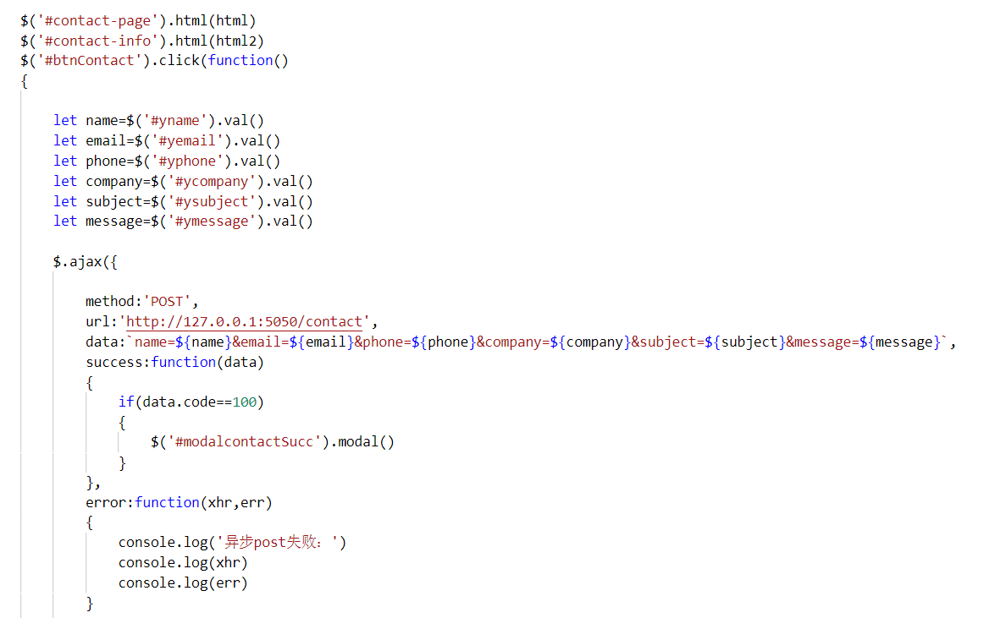 $('#contact-page').html(html)
$('#contact-info').html(html2)
$('#btnContact').click(function()
{
let name=$('#yname').val()
let email=$('#yemail').val()
let phone=$('#yphone').val()
let company=$('#ycompany').val()
let subject=$('#ysubject').val()
let message=$('#ymessage').val()
$.ajax({
method:'POST',
url:'http://127.0.0.1:5050/contact',
data:`name=${name}&email=${email}&phone=${phone}&company=${company}&subject=${subject}&message=${message}`,
success:function(data)
{
if(data.code==100)
{
$('#modalcontactSucc').modal()
}
},
error:function(xhr,err)
{
console.log('异步post失败：')
console.log(xhr)
console.log(err)
}